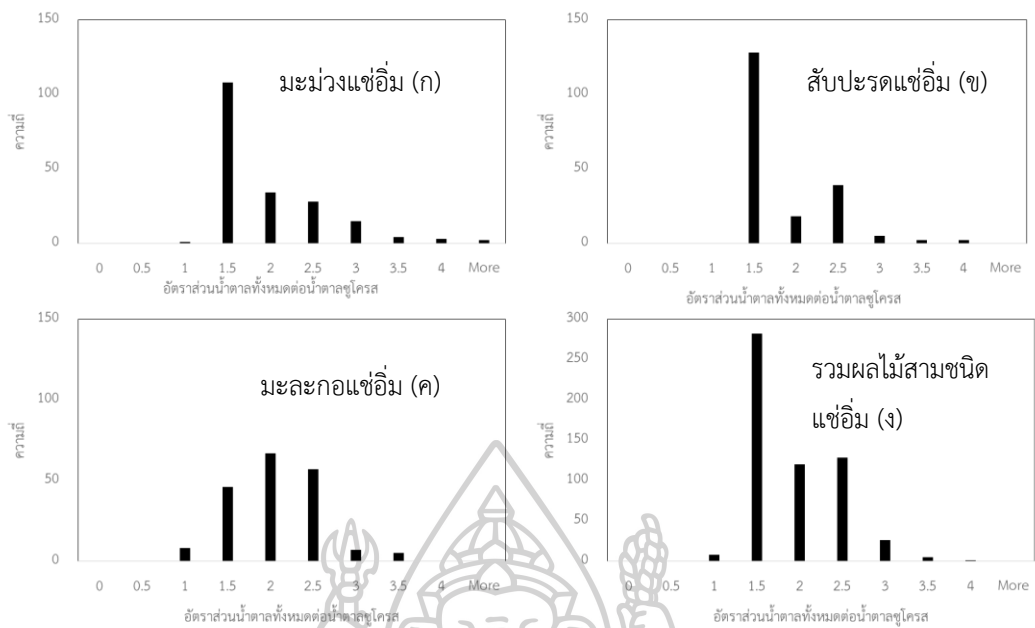 150
100
50
0
ความถี่
มะม่วงแช่อิ่ม (ก)
0 0.5 1 1.5 2 2.5 3 3.5 4 More
อัตราส่วนน้ำตาลทั้งหมดต่อน้ำตาลซูโครส
150
100
50
0
ความถี่
สับปะรดแช่อิ่ม (ข)
0 0.5 1 1.5 2 2.5 3 3.5 4 More
อัตราส่วนน้ำตาลทั้งหมดต่อน้ำตาลซูโครส
150
100
50
0
ความถี่
มะละกอแช่อิ่ม (ค)
0 0.5 1 1.5 2 2.5 3 3.5 4 More
อัตราส่วนน้ำตาลทั้งหมดต่อน้ำตาลซูโครส
300
250
200
150
100
50
0
ความถี่
รวมผลไม้สามชนิด
แช่อิ่ม (ง)
0 0.5 1 1.5 2 2.5 3 3.5 4 More
อัตราส่วนน้ำตาลทั้งหมดต่อน้ำตาลซูโครส